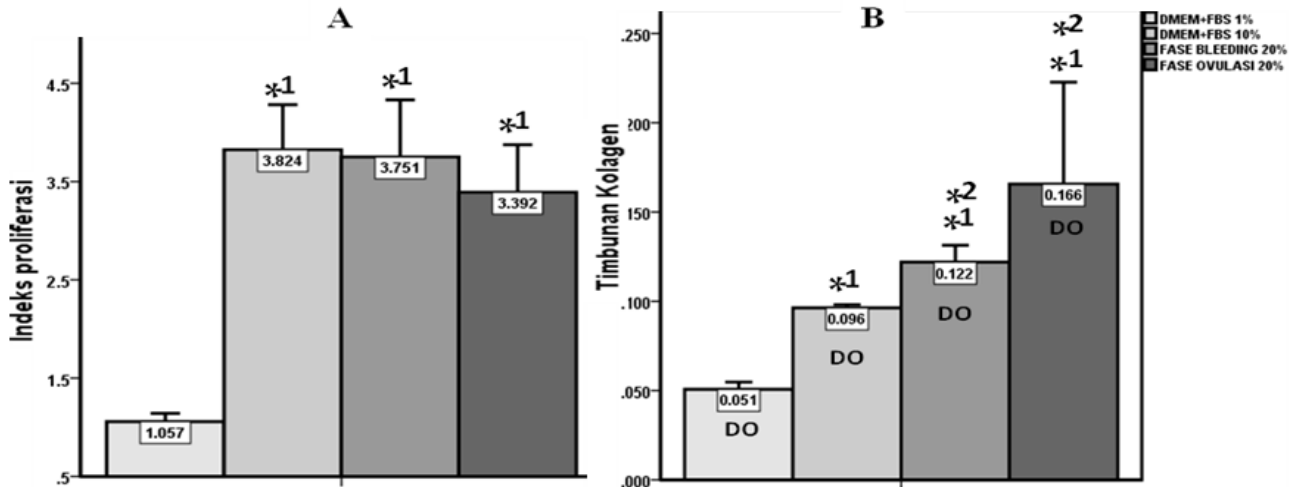 A
Indeks proliferasi
4.5
3.5
2.5
1.5
.5
1.057
*1
3.824
*1
3.751
*1
3.392
B
Timbunan Kolagen
.250
.200
.150
.100
.050
.000
0.051
DO
*1
0.096
DO
*2
*1
0.122
DO
*2
*1
0.166
DO
DMEM+FBS 1%
DMEM+FBS 10%
FASE BLEEDING 20%
FASE OVULASI 20%